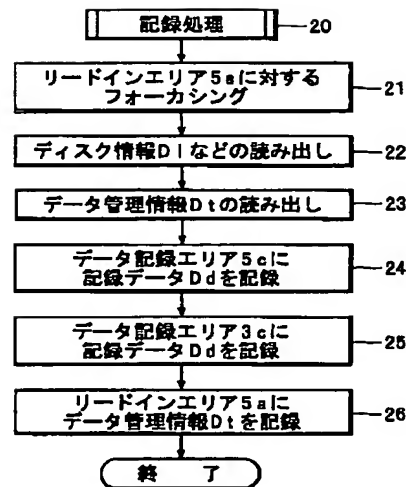 記録処理
20
リードインエリア5aに対する
フォーカシング
21
ディスク情報DIなどの読み出し
22
データ管理情報Dtの読み出し
23
データ記録エリア5cに
記録データDdを記録
24
データ記録エリア3cに
記録データDdを記録
25
リードインエリア5aに
データ管理情報Dtを記録
26
終 了